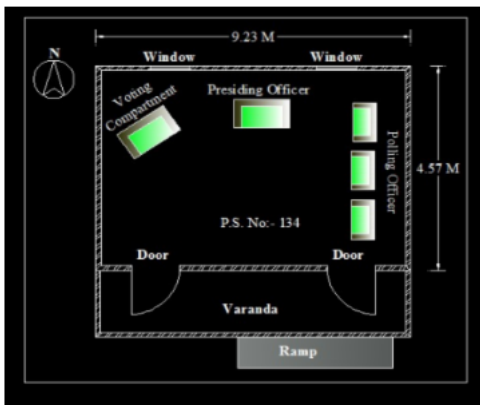 9.23 M
N
Window
Window
Voting
Compartment
Presiding Officer
Polling Officer
4.57 M
P.S. No:- 134
Door
Door
Varanda
Ramp